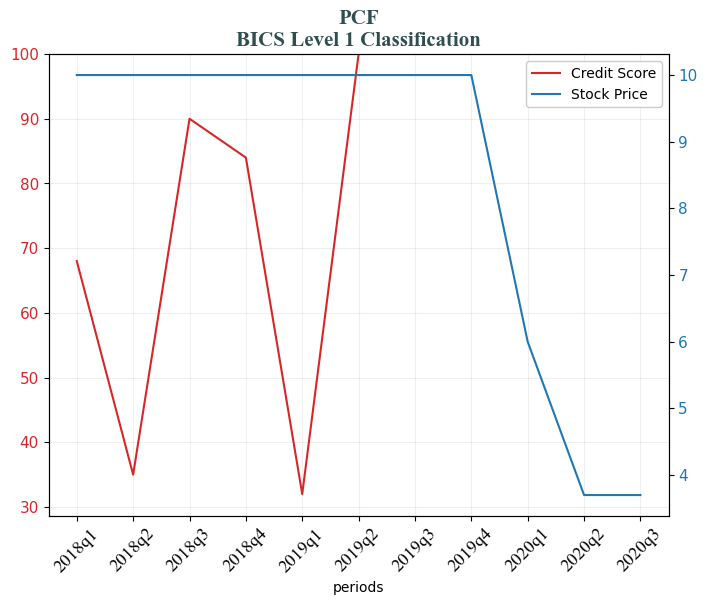 PCF
BICS Level 1 Classification
100
90
80
70
60
50
40
30
10
9
8
7
6
5
4
Credit Score
Stock Price
2018q1
2018q2
2018q3
2018q4
2019q1
2019q2
2019q3
2019q4
2020q1
2020q2
2020q3
periods